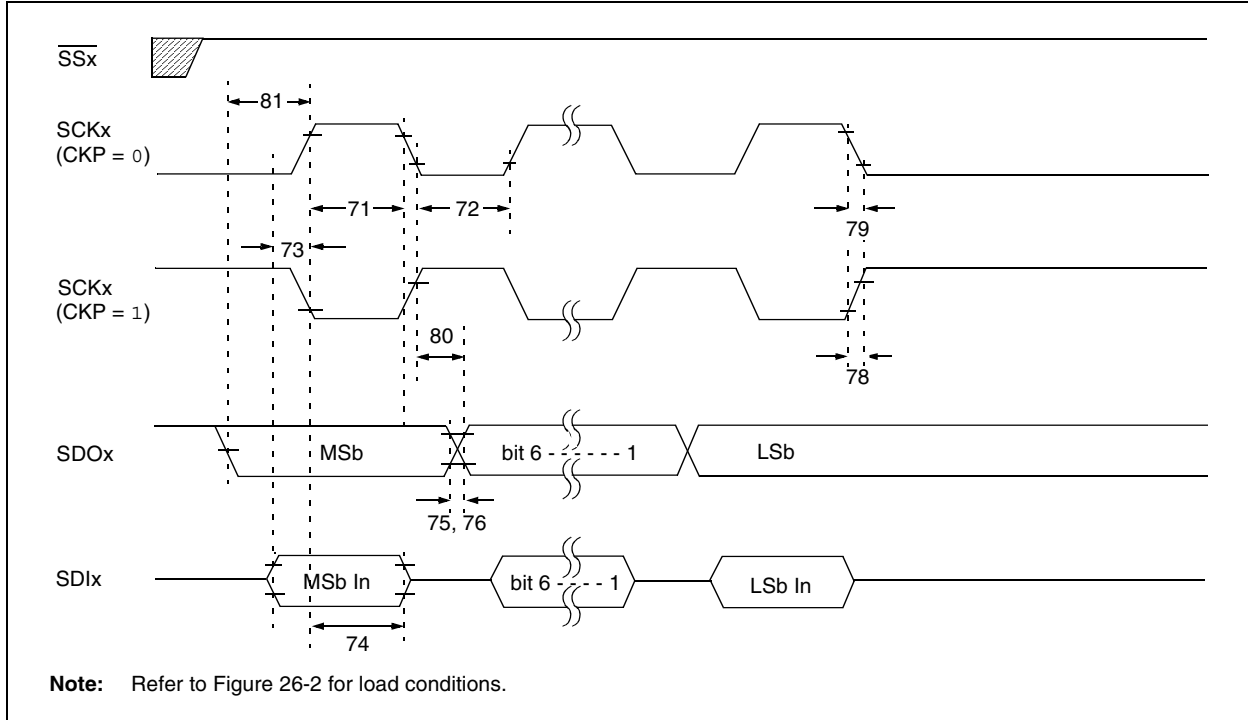 SSx
81
SCKx
(CKP = 0)
71
72
79
73
SCKx
(CKP = 1)
80
78
SDOx
MSb
bit 6 - - - - - - 1
LSb
75, 76
SDIx
MSb In
bit 6 - - - - - 1
LSb In
74
Note: Refer to Figure 26-2 for load conditions.